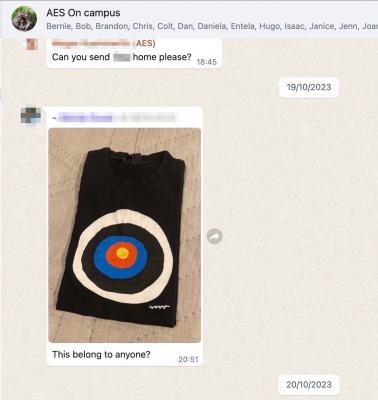 AES On campus
Bernie, Bob, Brandon, Chris, Colt, Dan, Daniela, Entela, Hugo, Isaac, Janice, Jenn, Joan
(AES)
Can you send home please?
18:45
19/10/2023
~
This belong to anyone?
20:51
20/10/2023